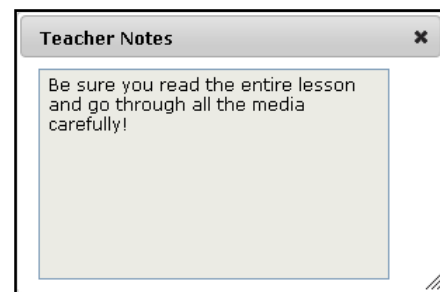 Teacher Notes
Be sure you read the entire lesson
and go through all the media
carefully!